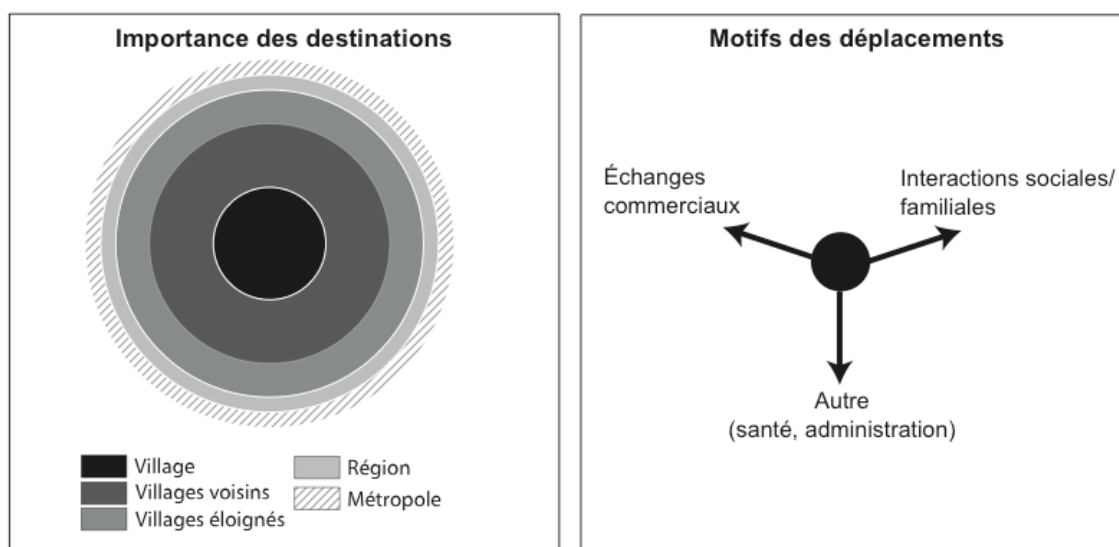 Importance des destinations
Village
Villages voisins
Villages éloignés
Région
Métropole
Motifs des déplacements
Échanges
commerciaux
Interactions sociales/
familiales
Autre
(santé, administration)